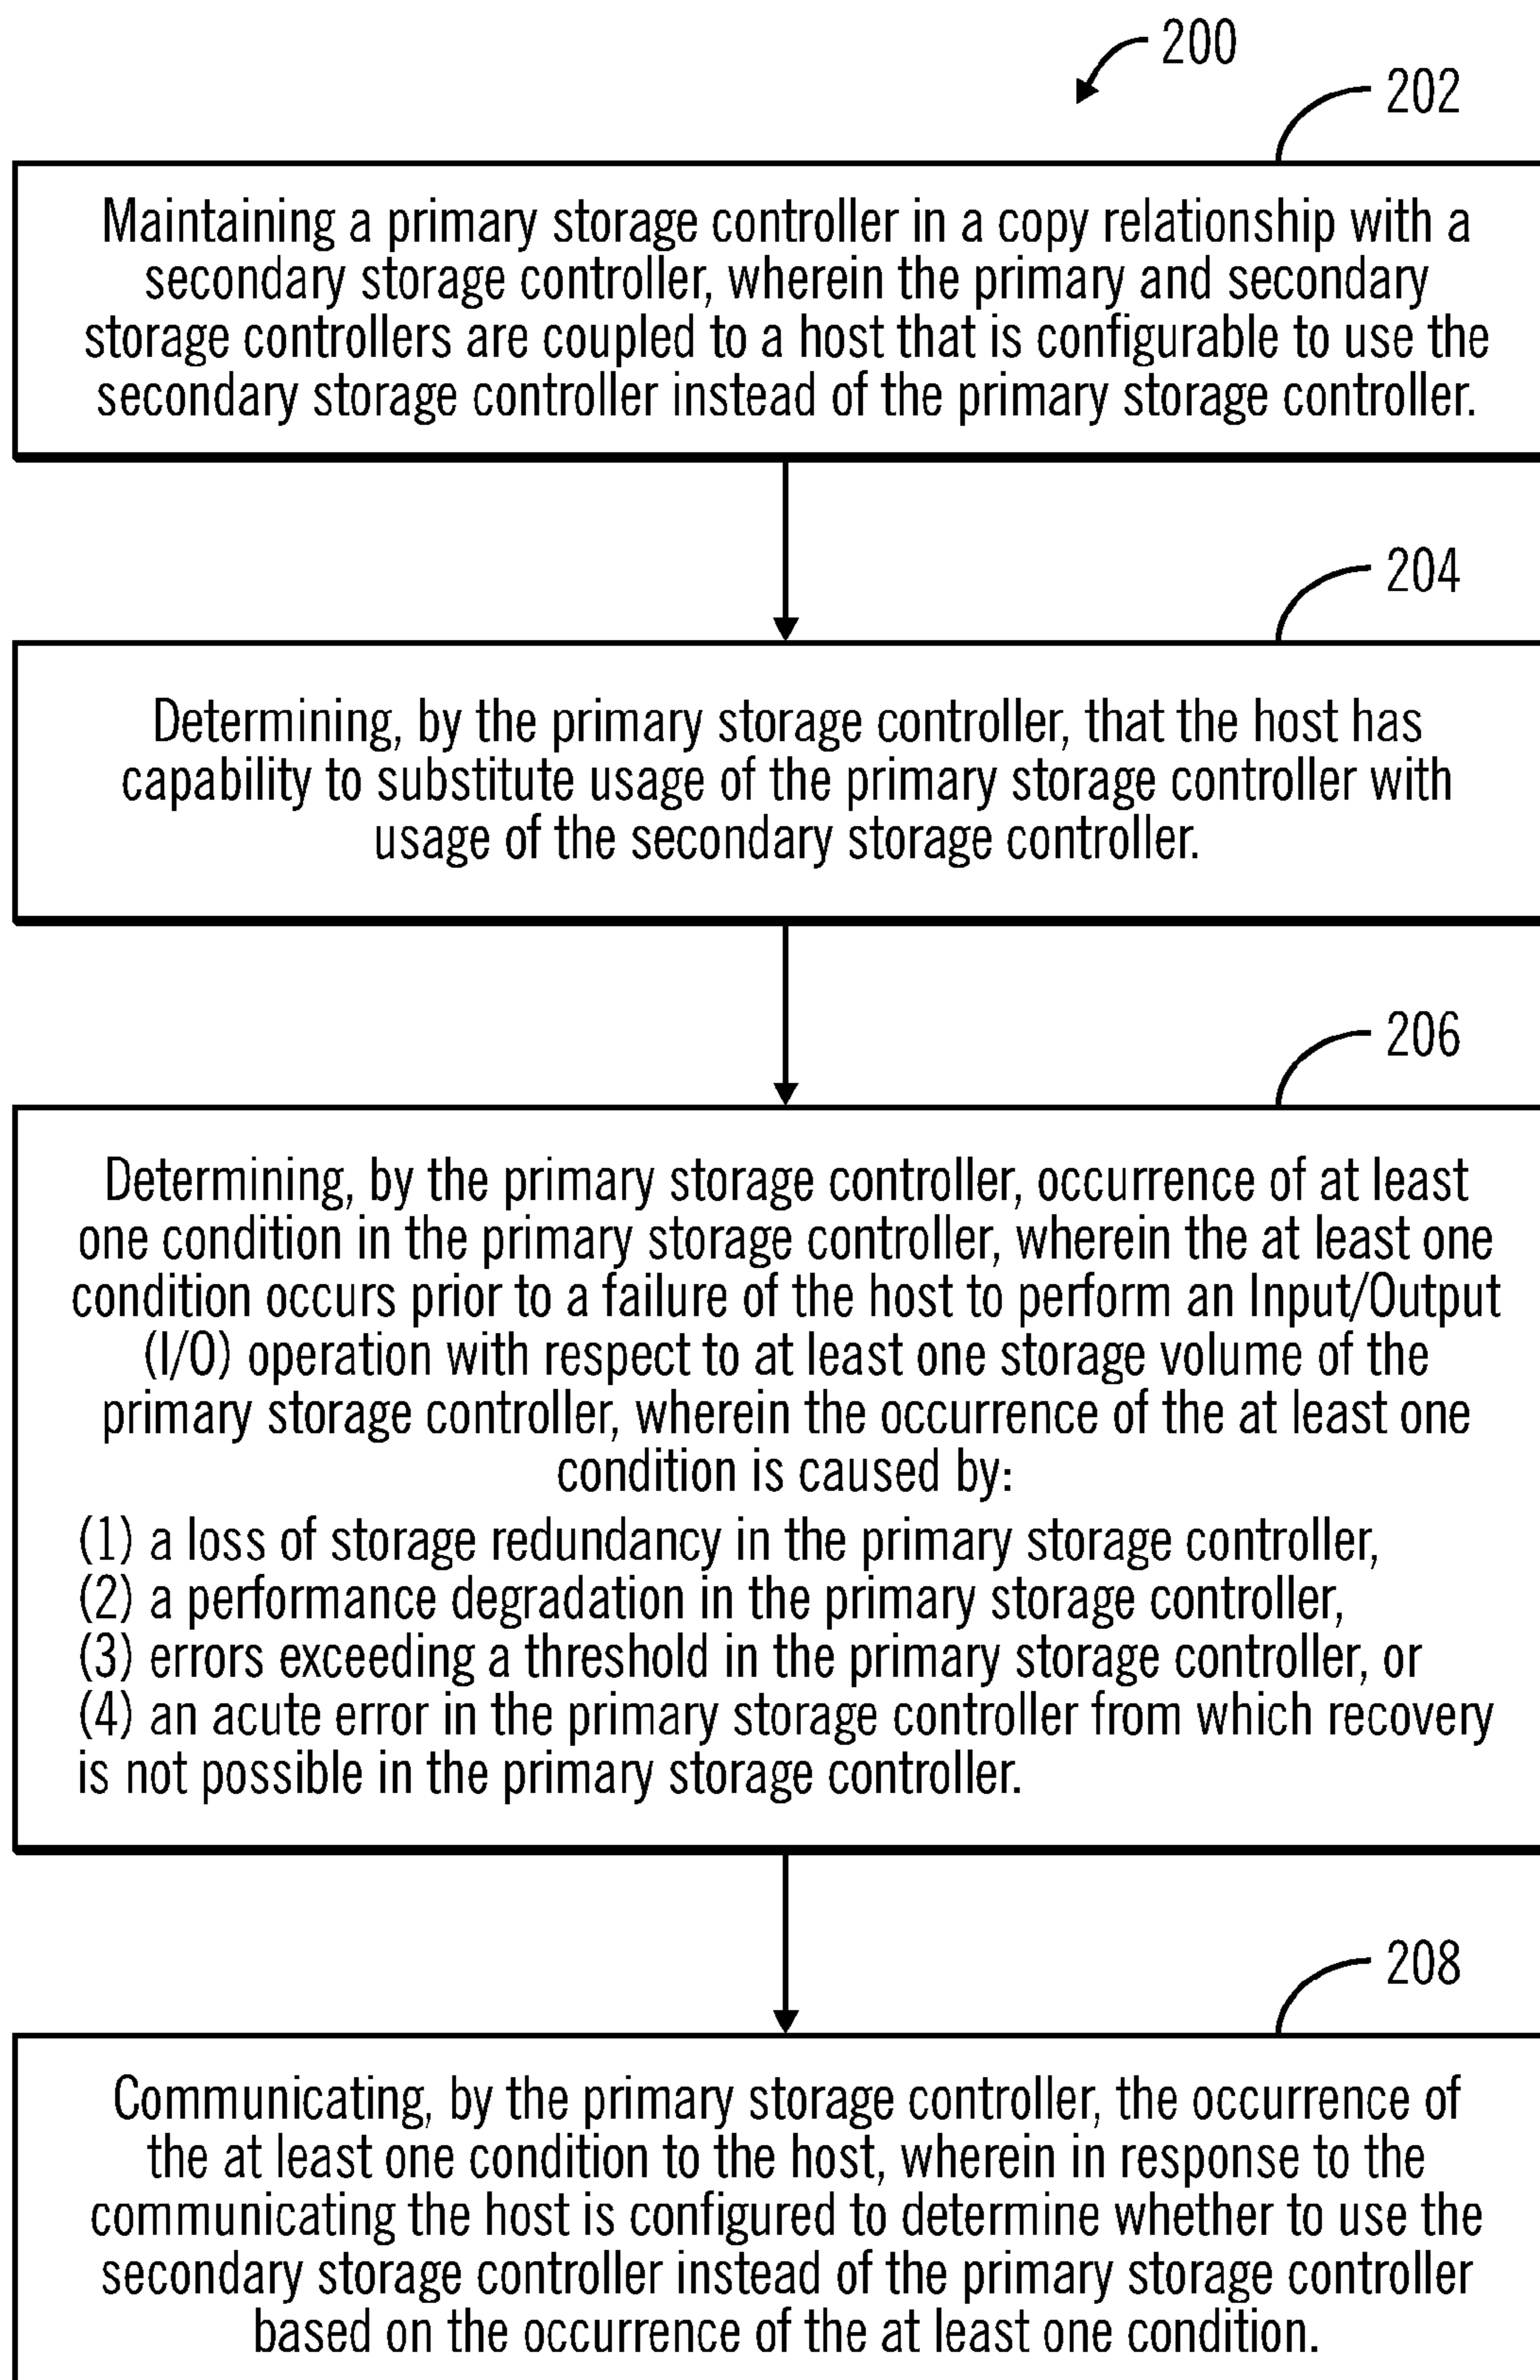 200
202
Maintaining a primary storage controller in a copy relationship with a
secondary storage controller, wherein the primary and secondary
storage controllers are coupled to a host that is configurable to use the
secondary storage controller instead of the primary storage controller.
204
Determining, by the primary storage controller, that the host has
capability to substitute usage of the primary storage controller with
usage of the secondary storage controller.
206
Determining, by the primary storage controller, occurrence of at least
one condition in the primary storage controller, wherein the at least one
condition occurs prior to a failure of the host to perform an Input/Output
(I/O) operation with respect to at least one storage volume of the
primary storage controller, wherein the occurrence of the at least one
condition is caused by:
(1) a loss of storage redundancy in the primary storage controller,
(2) a performance degradation in the primary storage controller,
(3) errors exceeding a threshold in the primary storage controller, or
(4) an acute error in the primary storage controller from which recovery
is not possible in the primary storage controller.
208
Communicating, by the primary storage controller, the occurrence of
the at least one condition to the host, wherein in response to the
communicating the host is configured to determine whether to use the
secondary storage controller instead of the primary storage controller
based on the occurrence of the at least one condition.